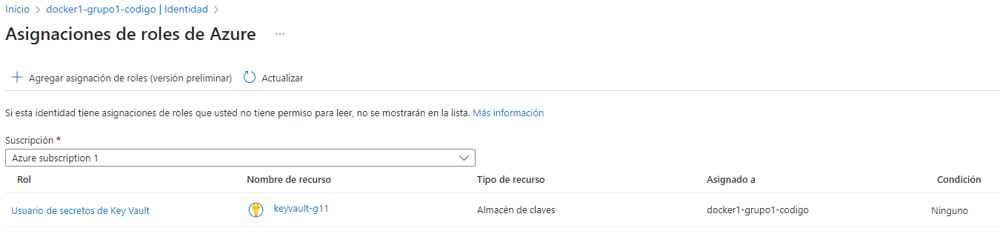 Inicio > docker1-grupo1-codigo | Identidad >
Asignaciones de roles de Azure ...
+ Agregar asignación de roles (versión preliminar) Actualizar
Si esta identidad tiene asignaciones de roles que usted no tiene permiso para leer, no se mostrarán en la lista. Más información
Suscripción *
Azure subscription 1
Rol Nombre de recurso Tipo de recurso Asignado a Condición
Usuario de secretos de Key Vault keyvault-g11 Almacén de claves docker1-grupo1-codigo Ninguno